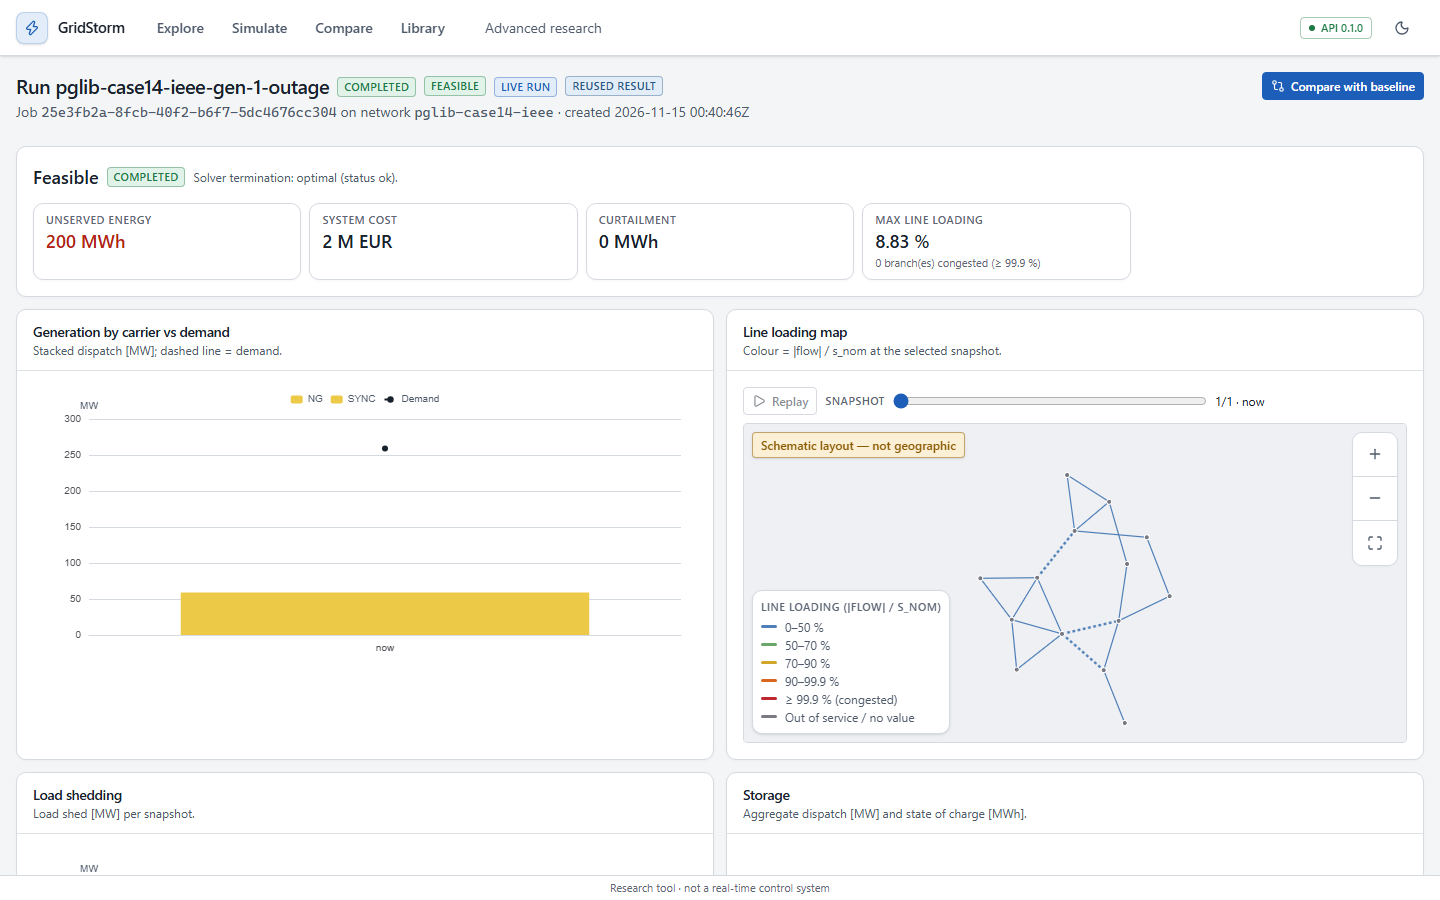 GridStorm Explore Simulate Compare Library Advanced research API 0.1.0
Run pglib-case14-ieee-gen-1-outage COMPLETED FEASIBLE LIVE RUN REUSED RESULT Compare with baseline
Job 25e3fb2a-8fcb-40f2-b6f7-5dc4676cc304 on network pglib-case14-ieee · created 2026-11-15 00:40:46Z
Feasible COMPLETED Solver termination: optimal (status ok).
UNSERVED ENERGY
200 MWh
SYSTEM COST
2 M EUR
CURTAILMENT
0 MWh
MAX LINE LOADING
8.83 %
0 branch(es) congested (≥ 99.9 %)
Generation by carrier vs demand
Stacked dispatch [MW]; dashed line = demand.
NG SYNC Demand
MW
300
250
200
150
100
50
0
now
Line loading map
Colour = |flow| / s_nom at the selected snapshot.
Replay SNAPSHOT 1/1 · now
Schematic layout — not geographic
+
−
LINE LOADING (|FLOW| / S_NOM)
0–50 %
50–70 %
70–90 %
90–99.9 %
≥ 99.9 % (congested)
Out of service / no value
Load shedding
Load shed [MW] per snapshot.
MW
Storage
Aggregate dispatch [MW] and state of charge [MWh].
Research tool · not a real-time control system